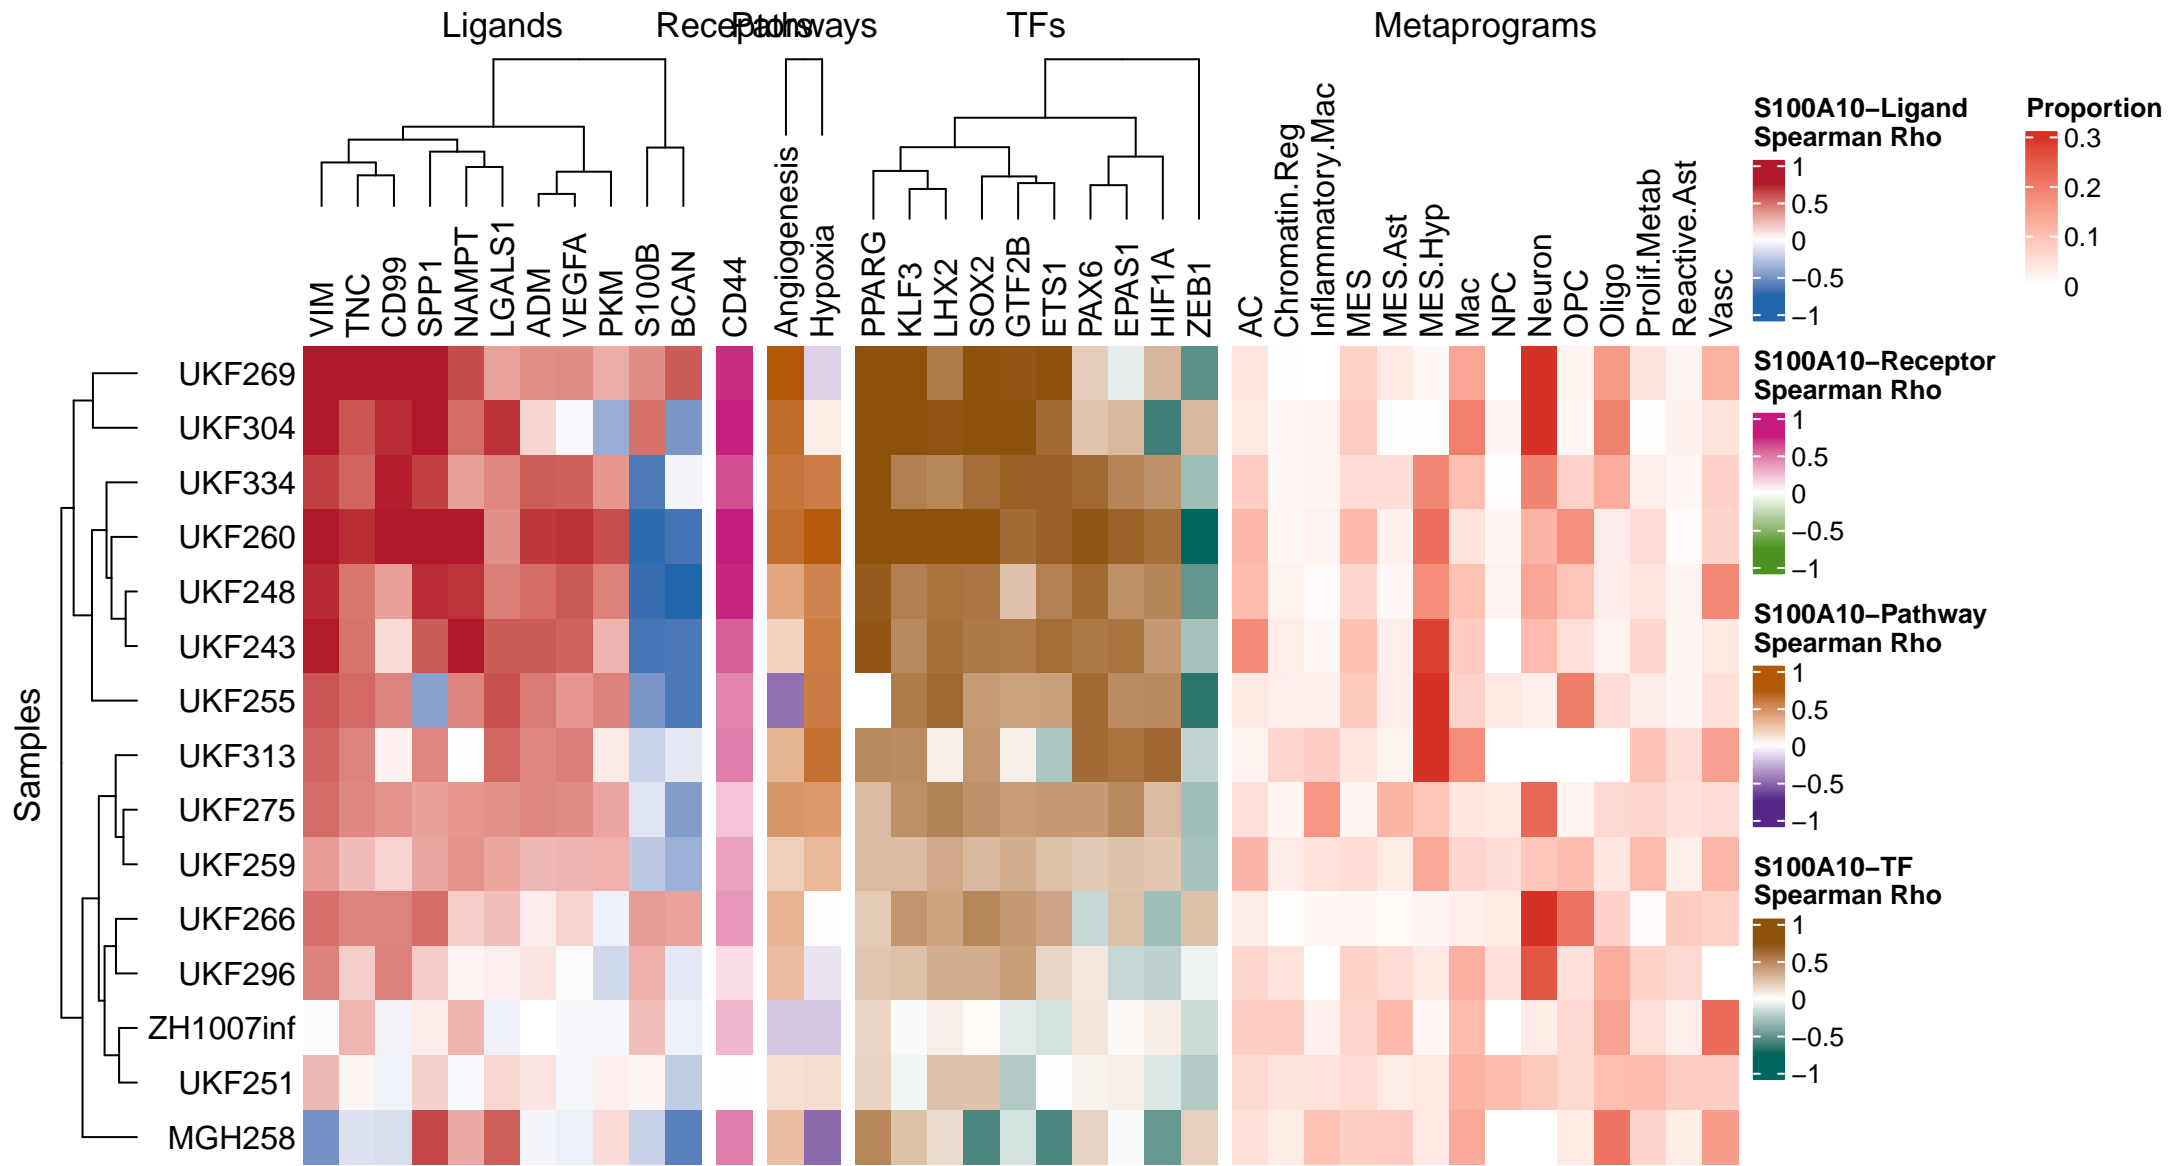 Ligands
Receptors
Pathways
TFs
Metaprograms
VIM
TNC
CD99
SPP1
NAMPT
LGALS1
ADM
VEGFA
PKM
S100B
BCAN
CD44
Angiogenesis
Hypoxia
PPARG
KLF3
LHX2
SOX2
GTF2B
ETS1
PAX6
EPAS1
HIF1A
ZEB1
AC
Chromatin.Reg
Inflammatory.Mac
MES
MES.Ast
MES.Hyp
Mac
NPC
Neuron
OPC
Oligo
Prolif.Metab
Reactive.Ast
Vasc
Samples
UKF269
UKF304
UKF334
UKF260
UKF248
UKF243
UKF255
UKF313
UKF275
UKF259
UKF266
UKF296
ZH1007inf
UKF251
MGH258
S100A10−Ligand
Spearman Rho
1
0.5
0
−0.5
−1
S100A10−Receptor
Spearman Rho
1
0.5
0
−0.5
−1
S100A10−Pathway
Spearman Rho
1
0.5
0
−0.5
−1
S100A10−TF
Spearman Rho
1
0.5
0
−0.5
−1
Proportion
0.3
0.2
0.1
0